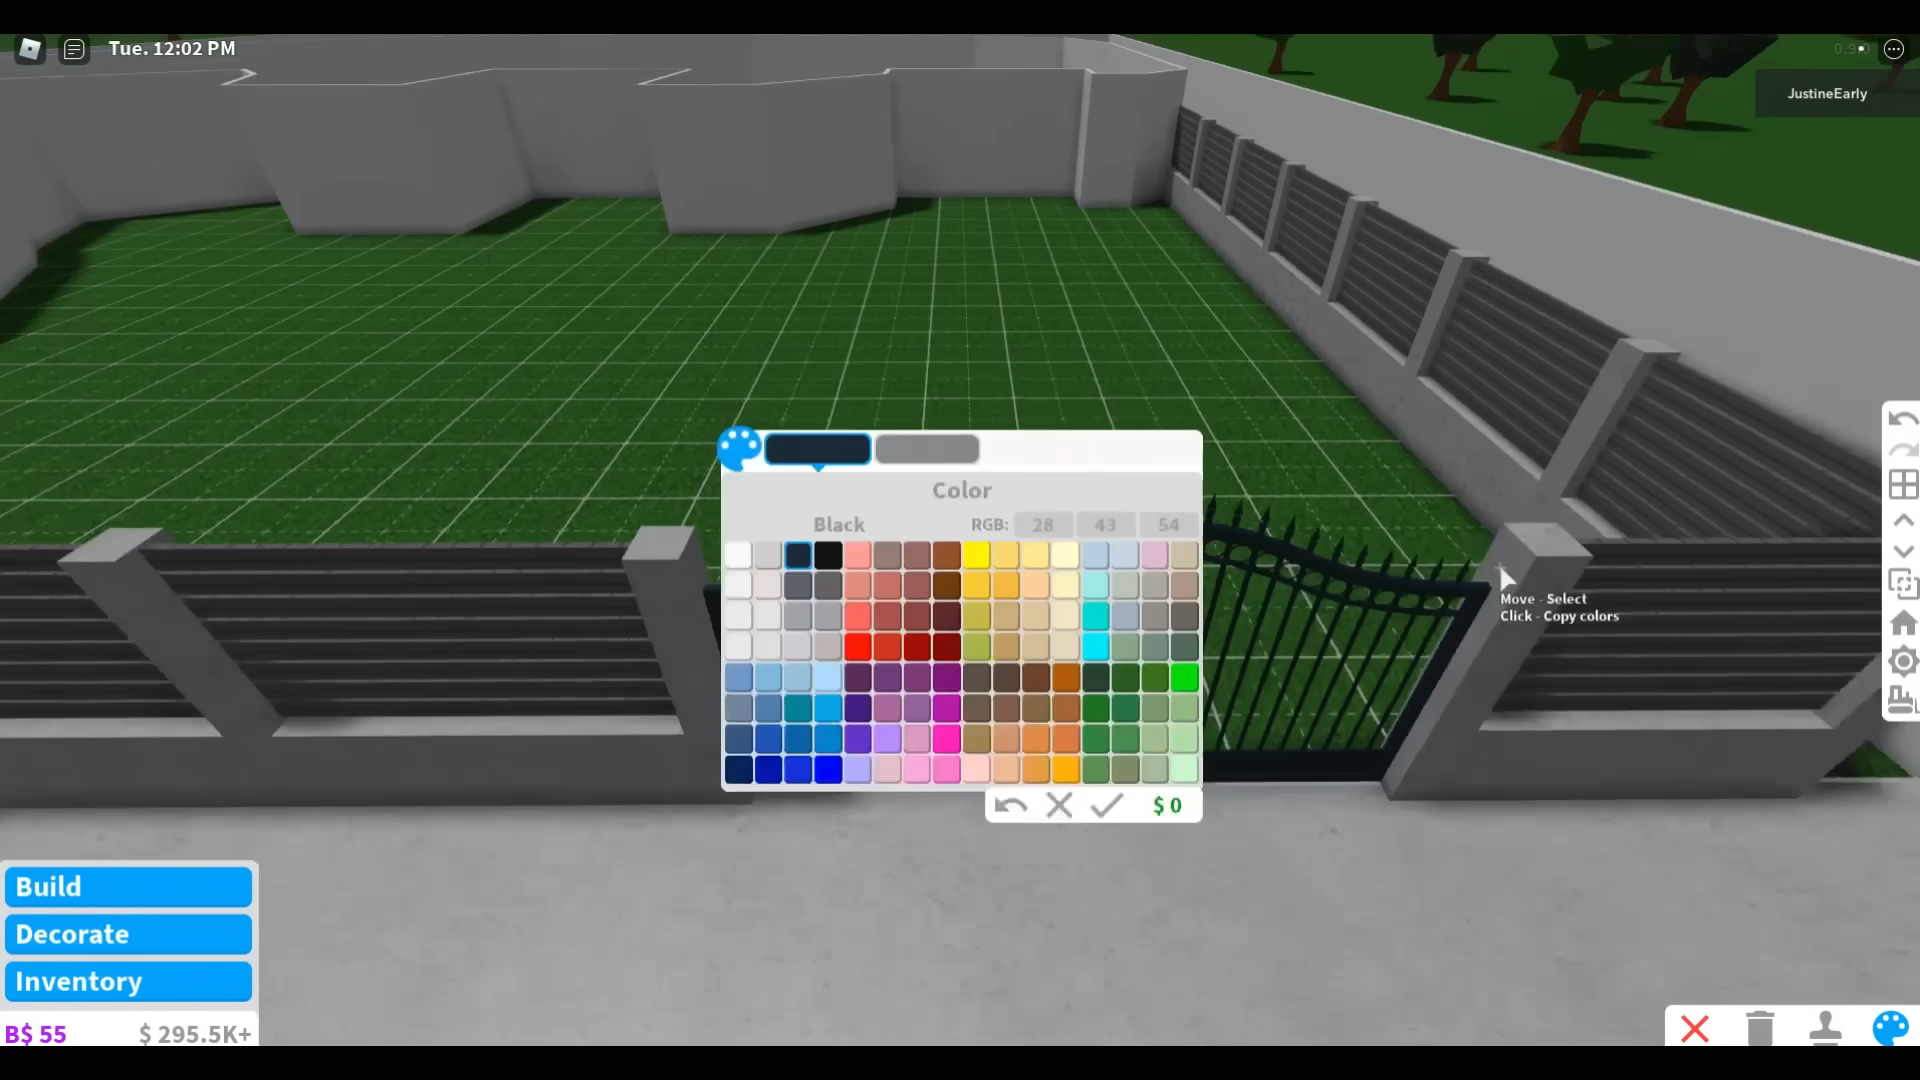 Tue. 12:02 PM
JustineEarly
Color
Black
RGB: 28 43 54
Move - Select
Click - Copy colors
$ 0
Build
Decorate
Inventory
B$ 55 $ 295.5K+